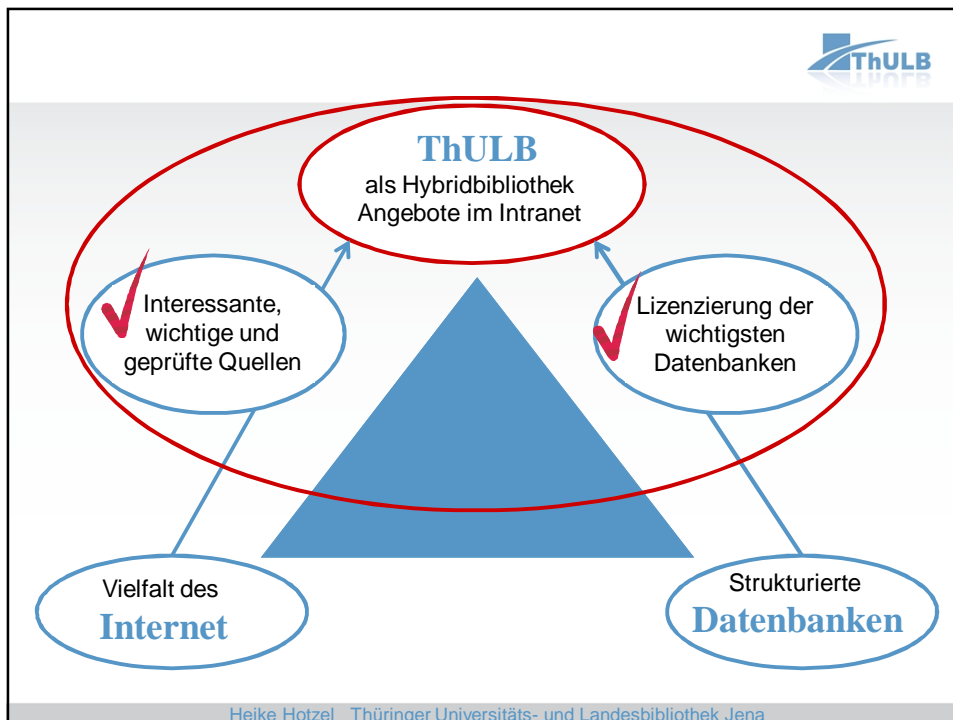 ThULB
ThULB
als Hybridbibliothek
Angebote im Intranet
Interessante,
wichtige und
geprüfte Quellen
Lizenzierung der
wichtigsten
Datenbanken
Vielfalt des
Internet
Strukturierte
Datenbanken
Heike Hotzel Thüringer Universitäts- und Landesbibliothek Jena